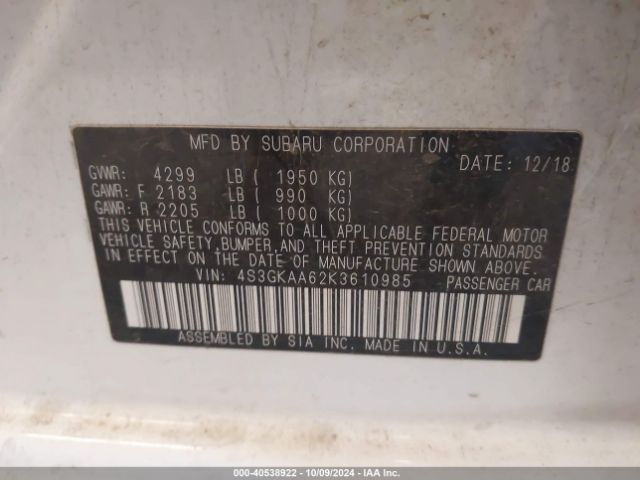 MFD BY SUBARU CORPORATION
DATE: 12/18
GVWR: 4299 LB ( 1950 KG)
GAWR: F 2183 LB ( 990 KG)
GAWR: R 2205 LB ( 1000 KG)
THIS VEHICLE CONFORMS TO ALL APPLICABLE FEDERAL MOTOR
VEHICLE SAFETY, BUMPER, AND THEFT PREVENTION STANDARDS
IN EFFECT ON THE DATE OF MANUFACTURE SHOWN ABOVE.
VIN: 4S3GKAA62K3610985 PASSENGER CAR
ASSEMBLED BY SIA INC. MADE IN U.S.A.
000-40538922 - 10/09/2024 - IAA Inc.